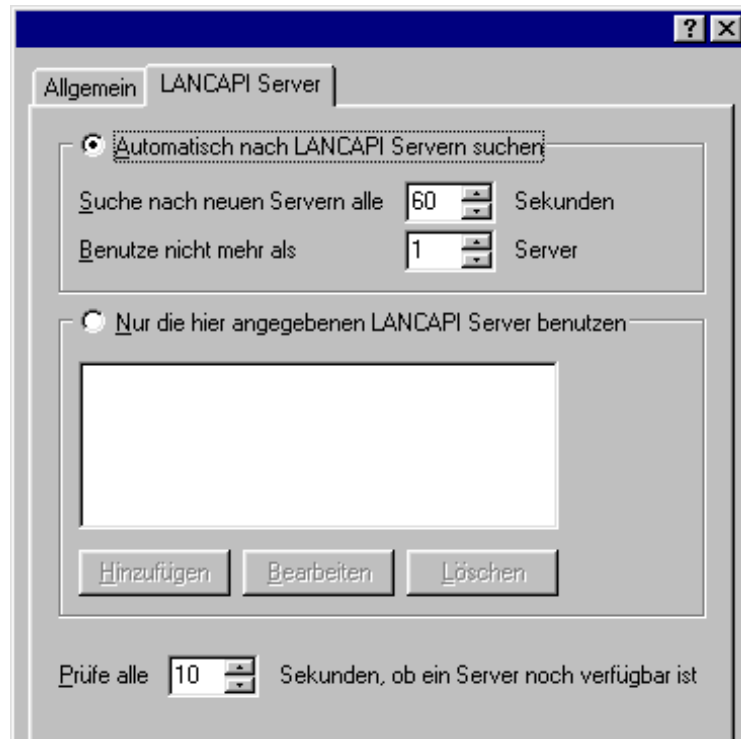 Allgemein LANCAPI Server
Automatisch nach LANCAPI Servern suchen
Suche nach neuen Servern alle 60 Sekunden
Benutze nicht mehr als 1 Server
Nur die hier angegebenen LANCAPI Server benutzen
Hinzufügen Bearbeiten Löschen
Prüfe alle 10 Sekunden, ob ein Server noch verfügbar ist